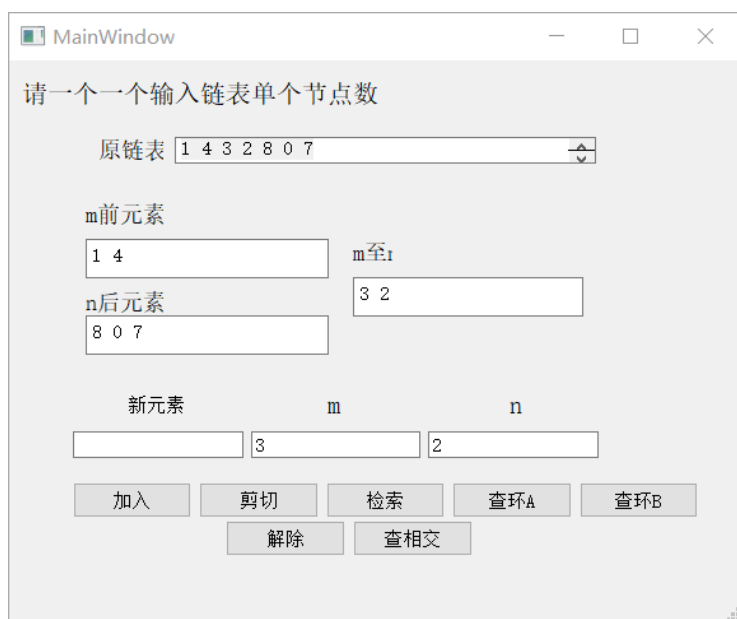 MainWindow
请一个一个输入链表单个节点数
原链表 1 4 3 2 8 0 7
m前元素
1 4
m至
3 2
n后元素
8 0 7
新元素 m n
3 2
加入 剪切 检索 查环A 查环B
解除 查相交